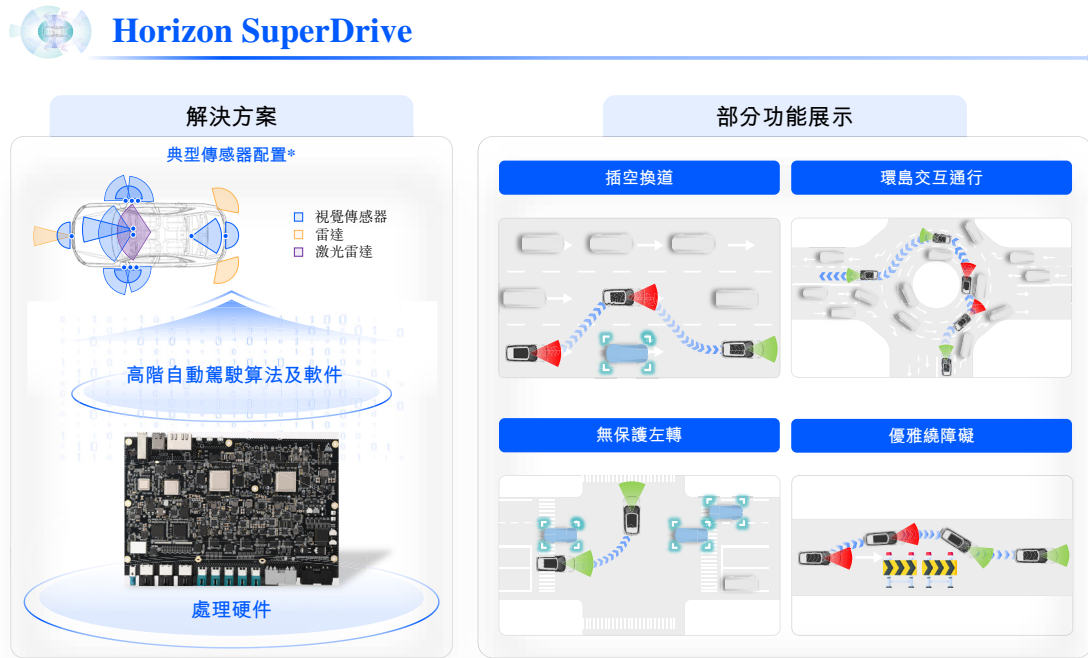 Horizon SuperDrive
解決方案
典型傳感器配置*
視覺傳感器
雷達
激光雷達
高階自動駕駛算法及軟件
處理硬件
部分功能展示
插空換道
環島交互通行
無保護左轉
優雅繞障礙